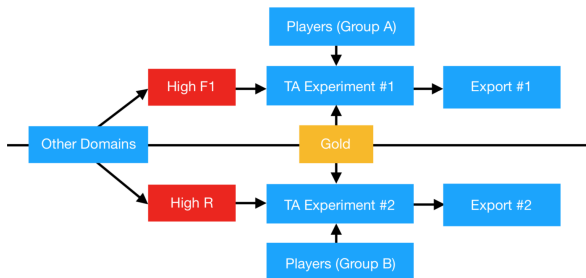 Players (Group A)
High F1
TA Experiment #1
Export #1
Other Domains
Gold
High R
TA Experiment #2
Export #2
Players (Group B)